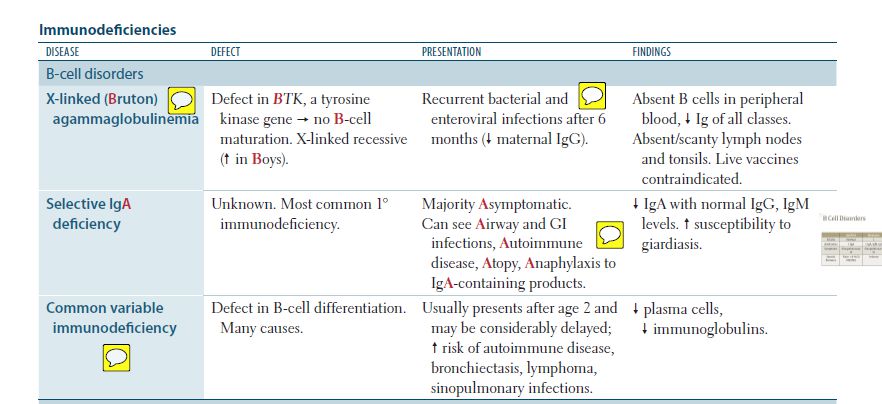 Immunodeficiencies
DISEASE DEFECT PRESENTATION FINDINGS
B-cell disorders
X-linked (Bruton)
agammaglobulinemia
Defect in BTK, a tyrosine
kinase gene → no B-cell
maturation. X-linked recessive
(↑ in Boys).
Recurrent bacterial and
enteroviral infections after 6
months (↓ maternal IgG).
Absent B cells in peripheral
blood, ↓ Ig of all classes.
Absent/scanty lymph nodes
and tonsils. Live vaccines
contraindicated.
Selective IgA
deficiency
Unknown. Most common 1°
immunodeficiency.
Majority Asymptomatic.
Can see Airway and GI
infections, Autoimmune
disease, Atopy, Anaphylaxis to
IgA-containing products.
↓ IgA with normal IgG, IgM
levels. ↑ susceptibility to
giardiasis.
Common variable
immunodeficiency
Defect in B-cell differentiation.
Many causes.
Usually presents after age 2 and
may be considerably delayed;
↑ risk of autoimmune disease,
bronchiectasis, lymphoma,
sinopulmonary infections.
↓ plasma cells,
↓ immunoglobulins.
B Cell Disorders